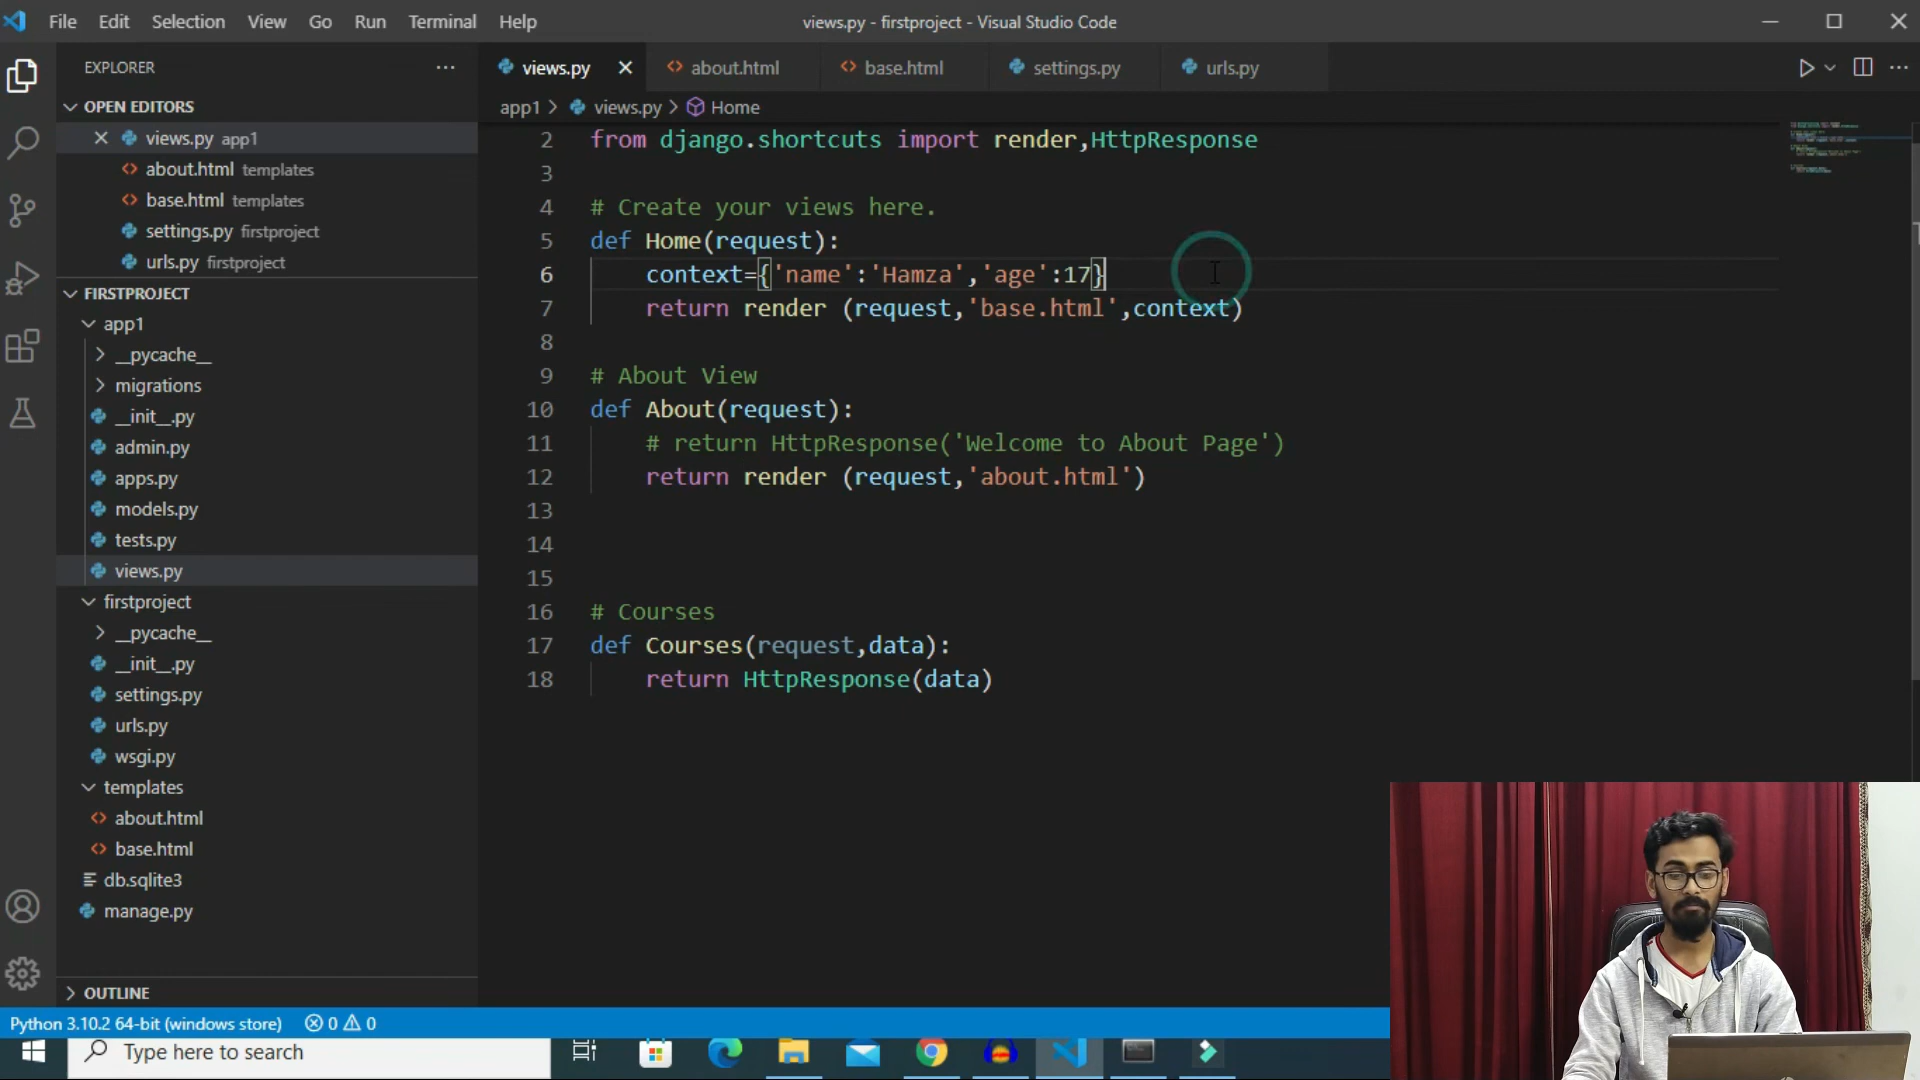 File Edit Selection View Go Run Terminal Help
views.py - firstproject - Visual Studio Code
EXPLORER
OPEN EDITORS
views.py app1
about.html templates
base.html templates
settings.py firstproject
urls.py firstproject
FIRSTPROJECT
app1
__pycache__
migrations
__init__.py
admin.py
apps.py
models.py
tests.py
views.py
firstproject
__pycache__
__init__.py
settings.py
urls.py
wsgi.py
templates
about.html
base.html
db.sqlite3
manage.py
OUTLINE
views.py about.html base.html settings.py urls.py
app1 > views.py > Home
2 from django.shortcuts import render,HttpResponse
3
4 # Create your views here.
5 def Home(request):
6 context={'name':'Hamza','age':17}
7 return render (request,'base.html',context)
8
9 # About View
10 def About(request):
11 # return HttpResponse('Welcome to About Page')
12 return render (request,'about.html')
13
14
15
16 # Courses
17 def Courses(request,data):
18 return HttpResponse(data)
Python 3.10.2 64-bit (windows store) 0 0
Type here to search